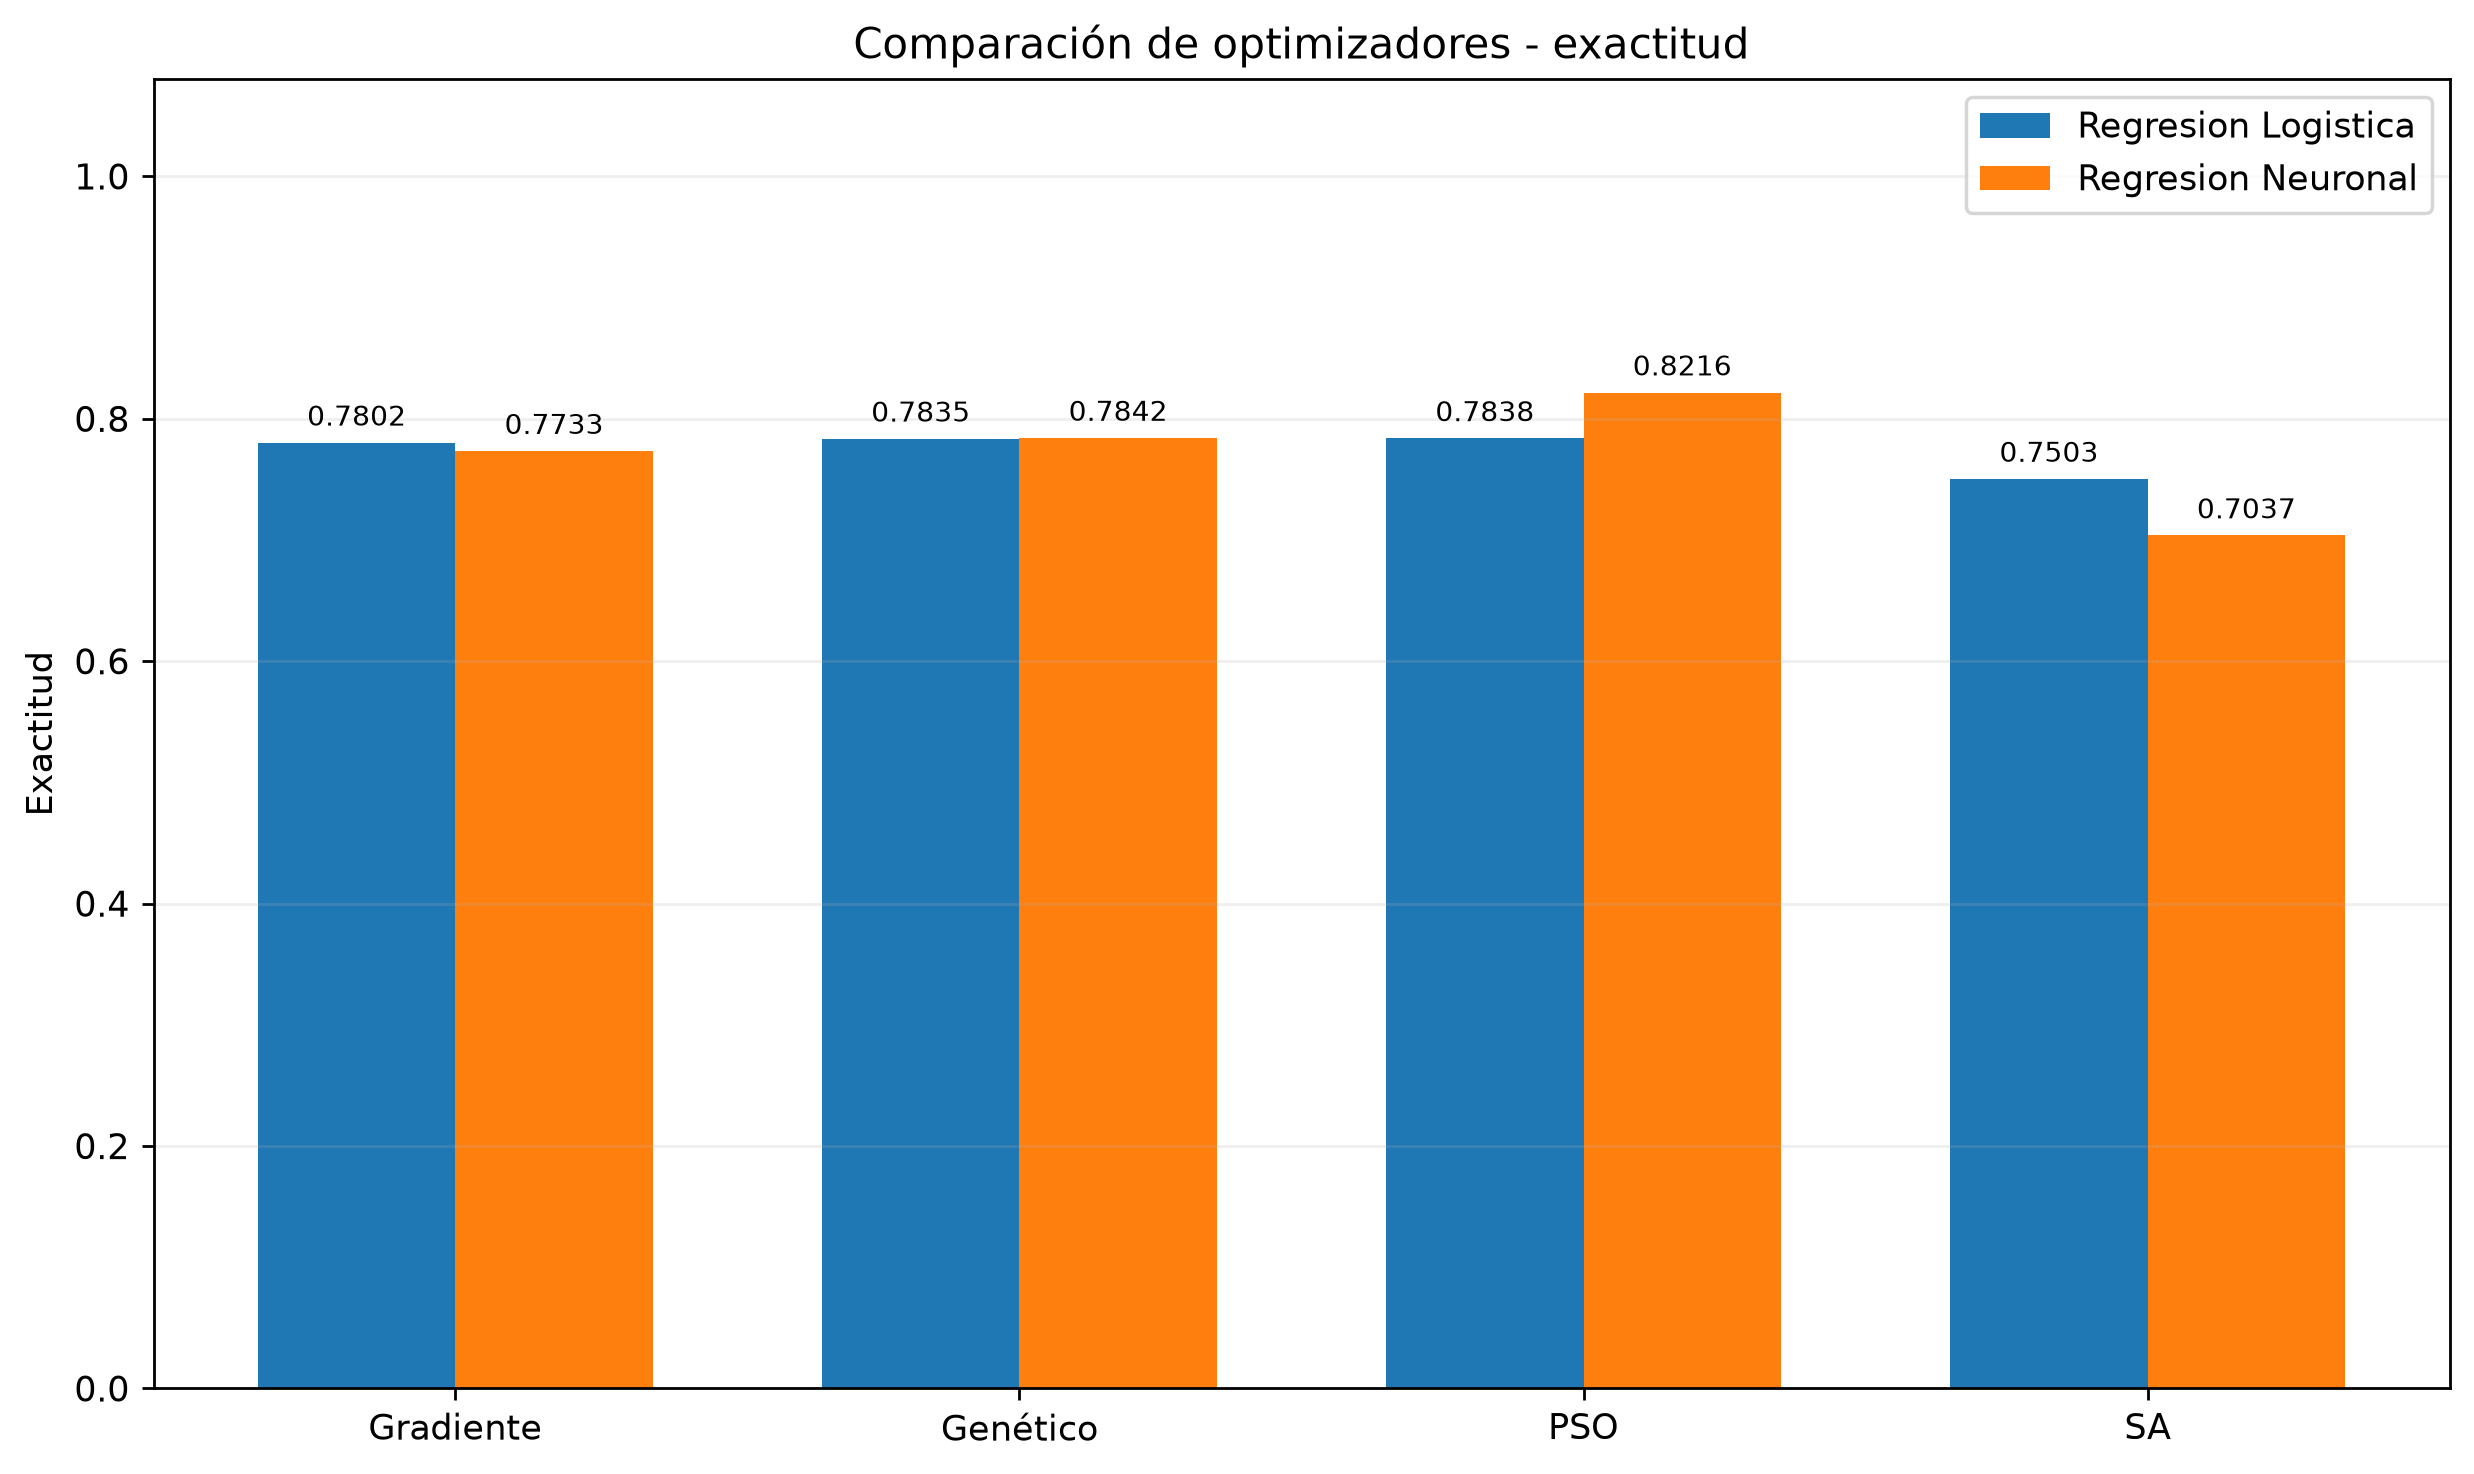 Comparación de optimizadores - exactitud
Regresion Logistica
Regresion Neuronal
Exactitud
1.0
0.8
0.6
0.4
0.2
0.0
0.7802
0.7733
0.7835
0.7842
0.7838
0.8216
0.7503
0.7037
Gradiente
Genético
PSO
SA